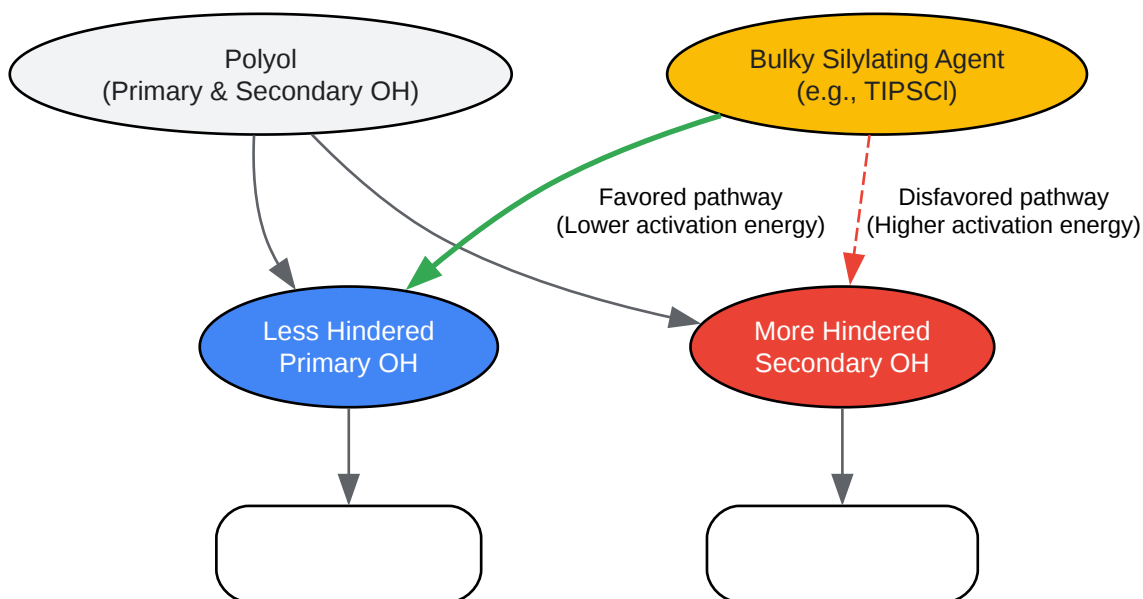 Polyol
(Primary & Secondary OH)
Bulky Silylating Agent
(e.g., TIPSCl)
Favored pathway
(Lower activation energy)
Disfavored pathway
(Higher activation energy)
Less Hindered
Primary OH
More Hindered
Secondary OH